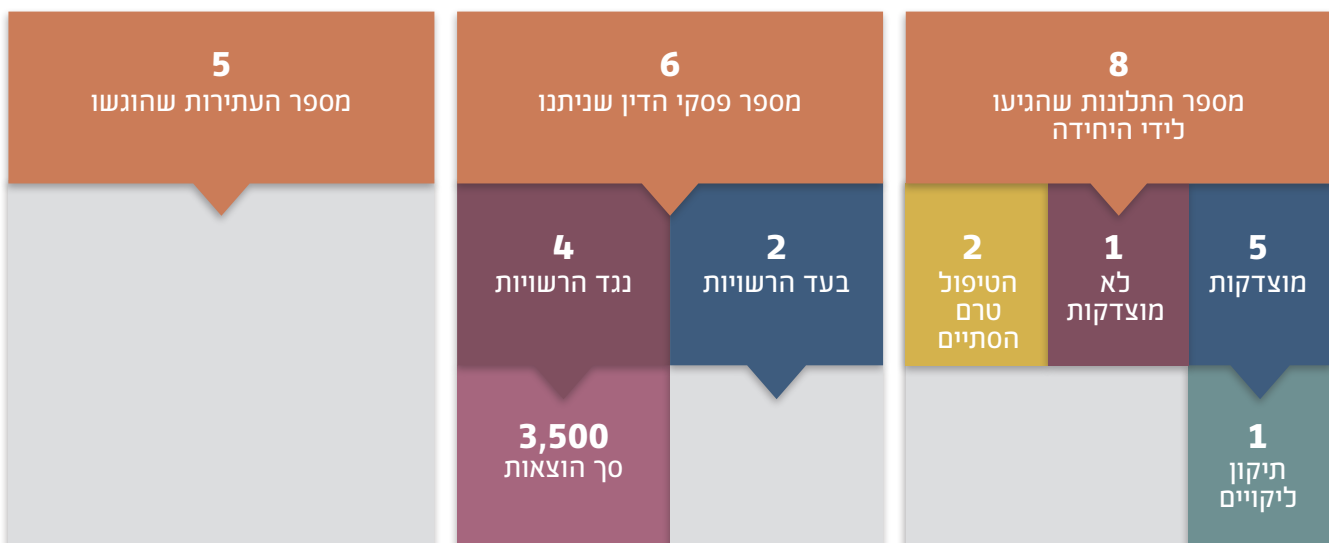 8
מספר התלונות שהגיעו
לידי היחידה
5
מוצדקות
1
לא
מוצדקות
2
הטיפול
טרם
הסתיים
1
תיקון
ליקויים
6
מספר פסקי הדין שניתנו
2
בעד הרשויות
4
נגד הרשויות
3,500
סך הוצאות
5
מספר העתירות שהוגשו